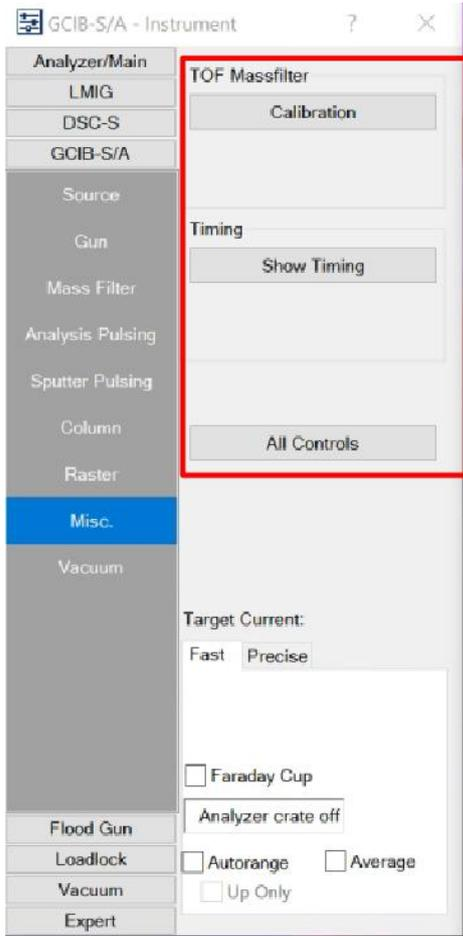 GCIB-S/A - Instrument ?
Analyzer/Main
LMIG
DSC-S
GCIB-S/A
Source
Gun
Mass Filter
Analysis Pulsing
Sputter Pulsing
Column
Raster
Misc.
Vacuum
Flood Gun
Loadlock
Vacuum
Expert
TOF Massfilter
Calibration
Timing
Show Timing
All Controls
Target Current:
Fast Precise
Faraday Cup
Analyzer crate off
Autorange Average
Up Only